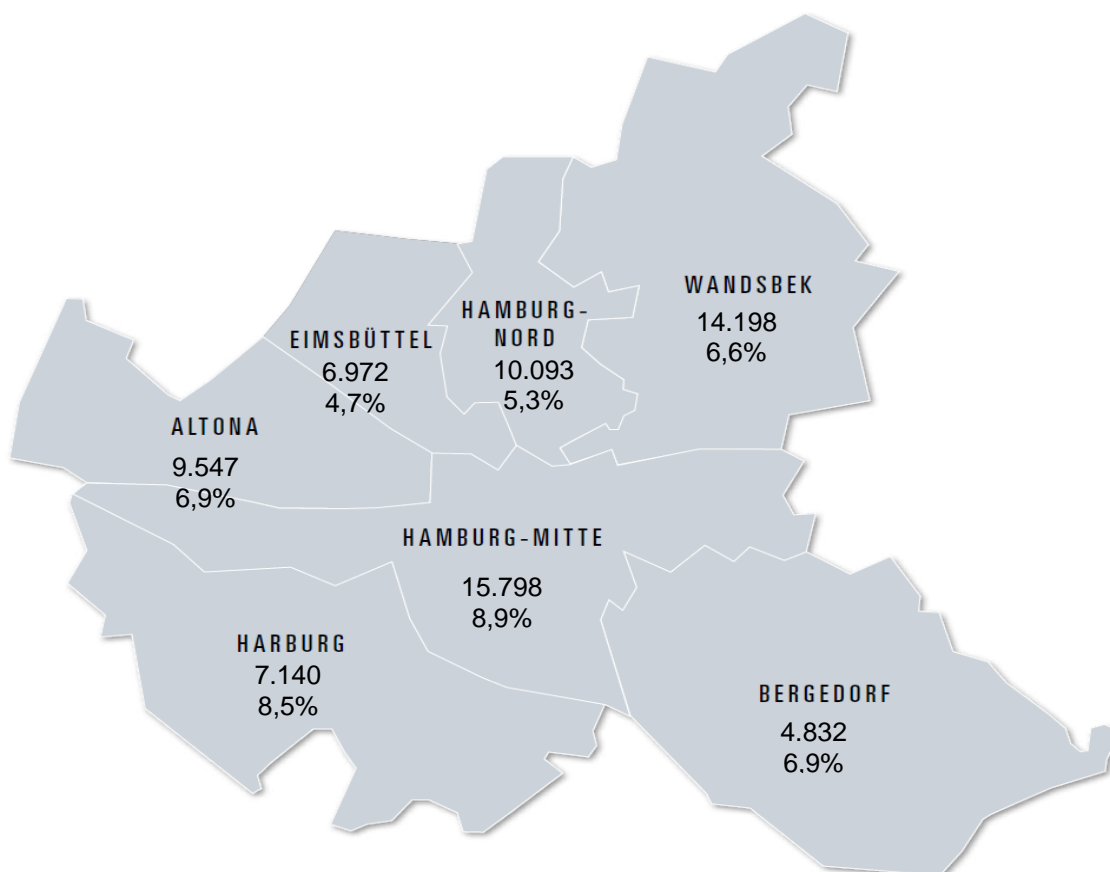 WANDSBEK
14.198
6,6%
HAMBURG-
NORD
10.093
5,3%
EIMSBÜTTEL
6.972
4,7%
ALTONA
9.547
6,9%
HAMBURG-MITTE
15.798
8,9%
HARBURG
7.140
8,5%
BERGEDORF
4.832
6,9%